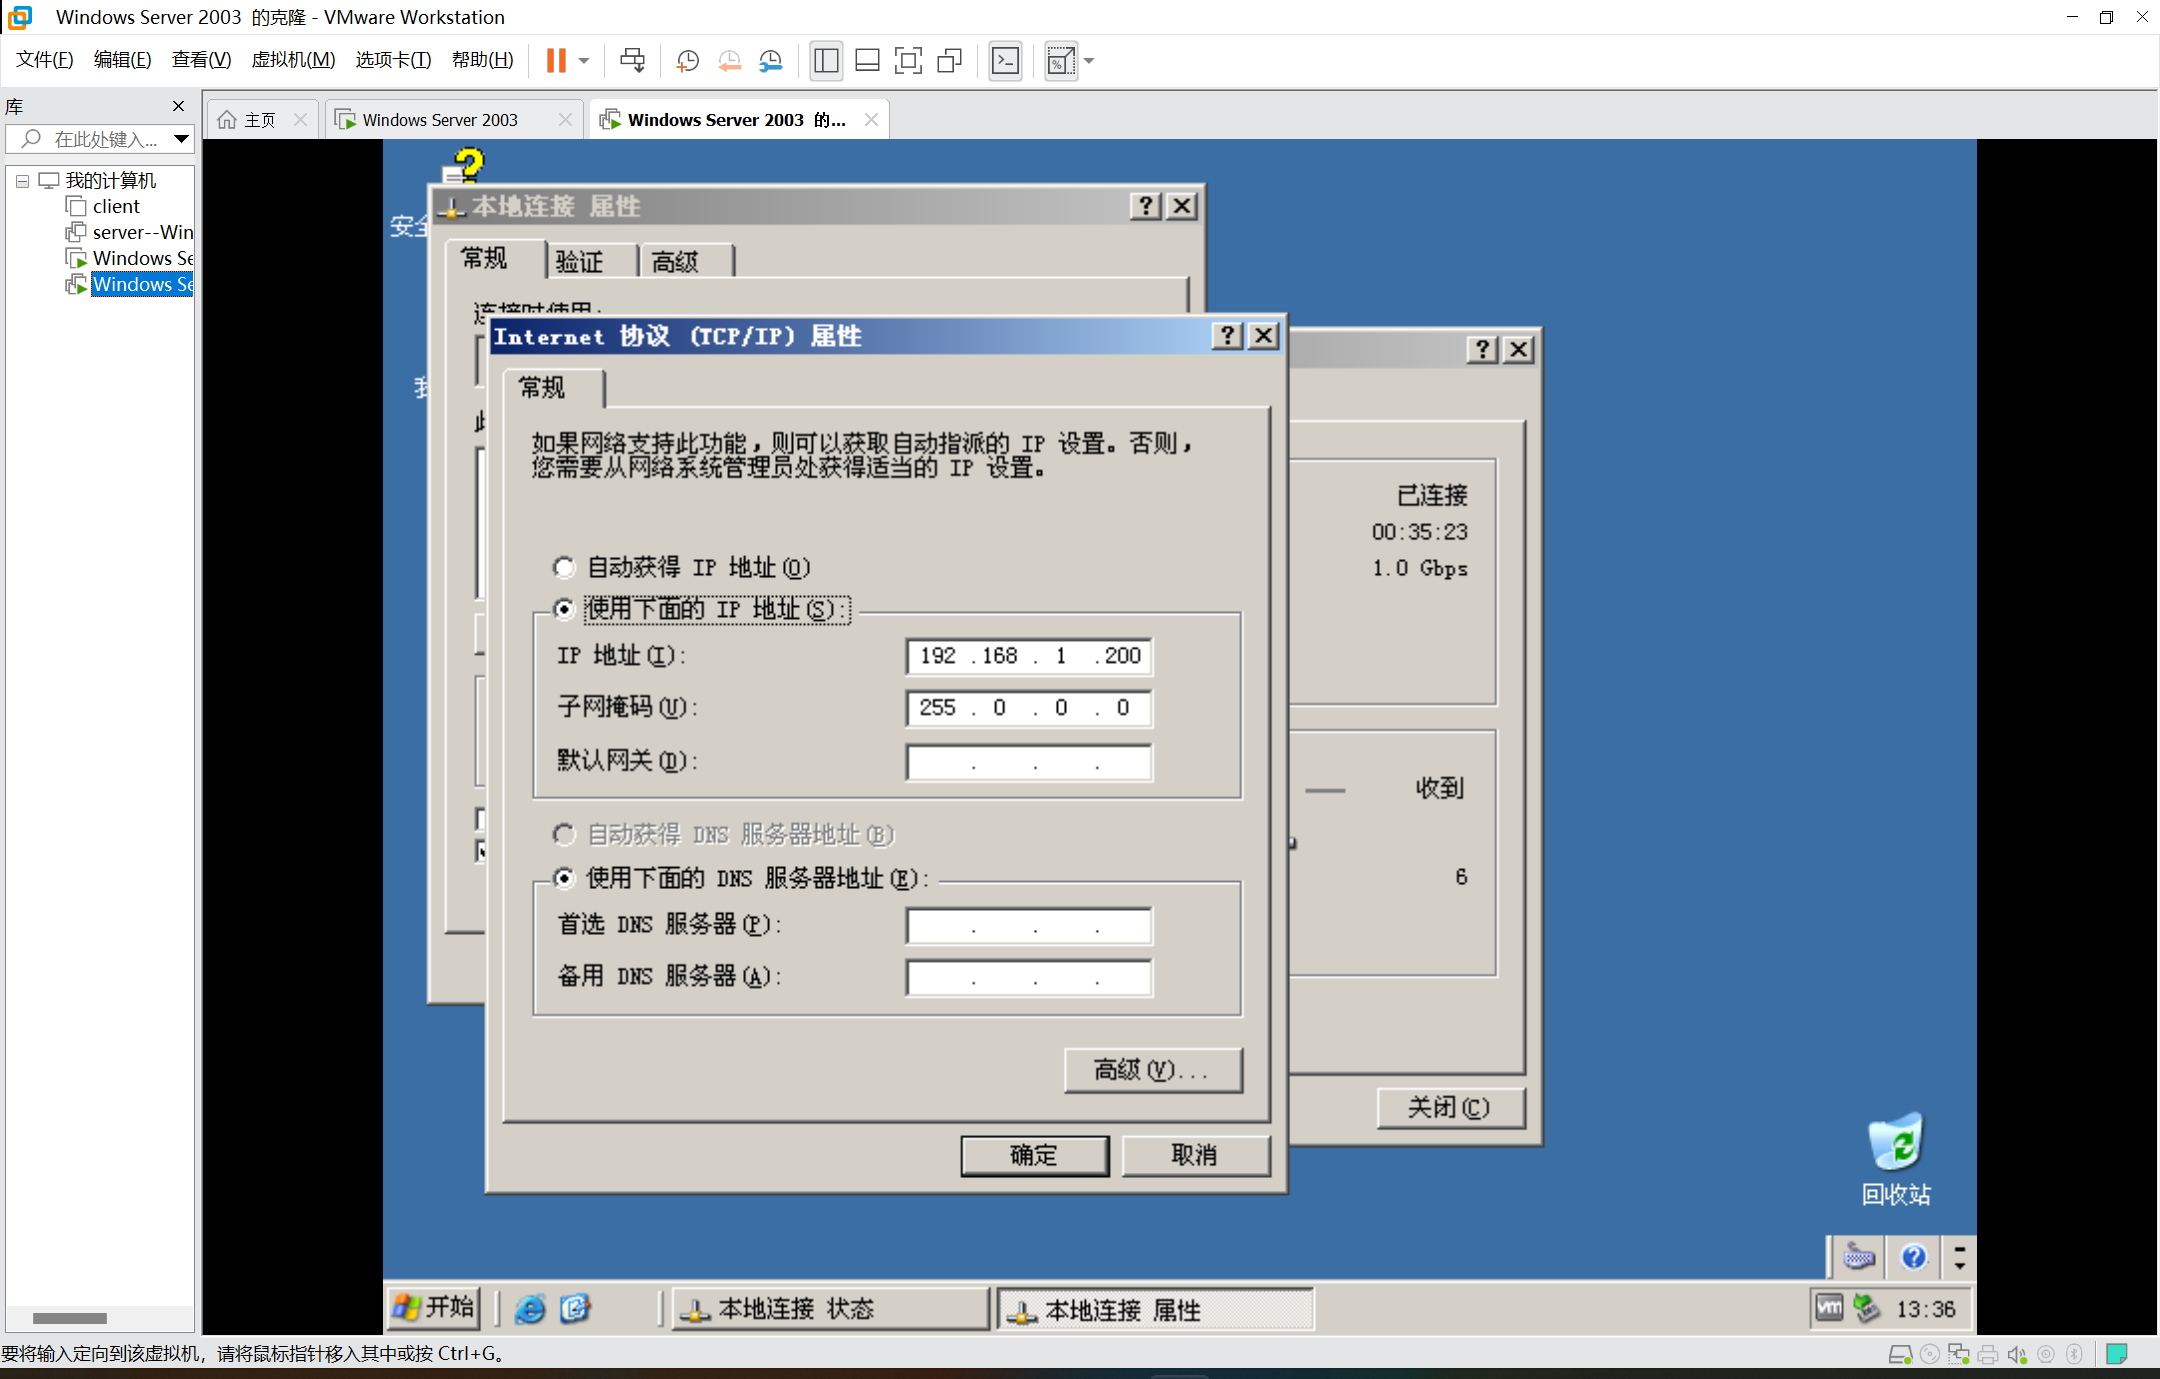 Windows Server 2003 的克隆 - VMware Workstation
文件(F) 编辑(E) 查看(V) 虚拟机(M) 选项卡(T) 帮助(H)
库
在此处键入...
主页
Windows Server 2003
Windows Server 2003 的...
我的计算机
client
server--Win
Windows Se
Windows Se
安全
本地连接 属性
常规 验证 高级
连接时使用:
Internet 协议 (TCP/IP) 属性
常规
如果网络支持此功能,则可以获取自动指派的 IP 设置。否则,
您需要从网络系统管理员处获得适当的 IP 设置。
自动获得 IP 地址(O)
使用下面的 IP 地址(S):
IP 地址(I): 192 .168 . 1 .200
子网掩码(U): 255 . 0 . 0 . 0
默认网关(D): . . .
自动获得 DNS 服务器地址(B)
使用下面的 DNS 服务器地址(E):
首选 DNS 服务器(P): . . .
备用 DNS 服务器(A): . . .
高级(V)...
确定 取消
已连接
00:35:23
1.0 Gbps
收到
6
关闭(C)
回收站
开始
本地连接 状态
本地连接 属性
vm
13:36
要将输入定向到该虚拟机，请将鼠标指针移入其中或按 Ctrl+G。